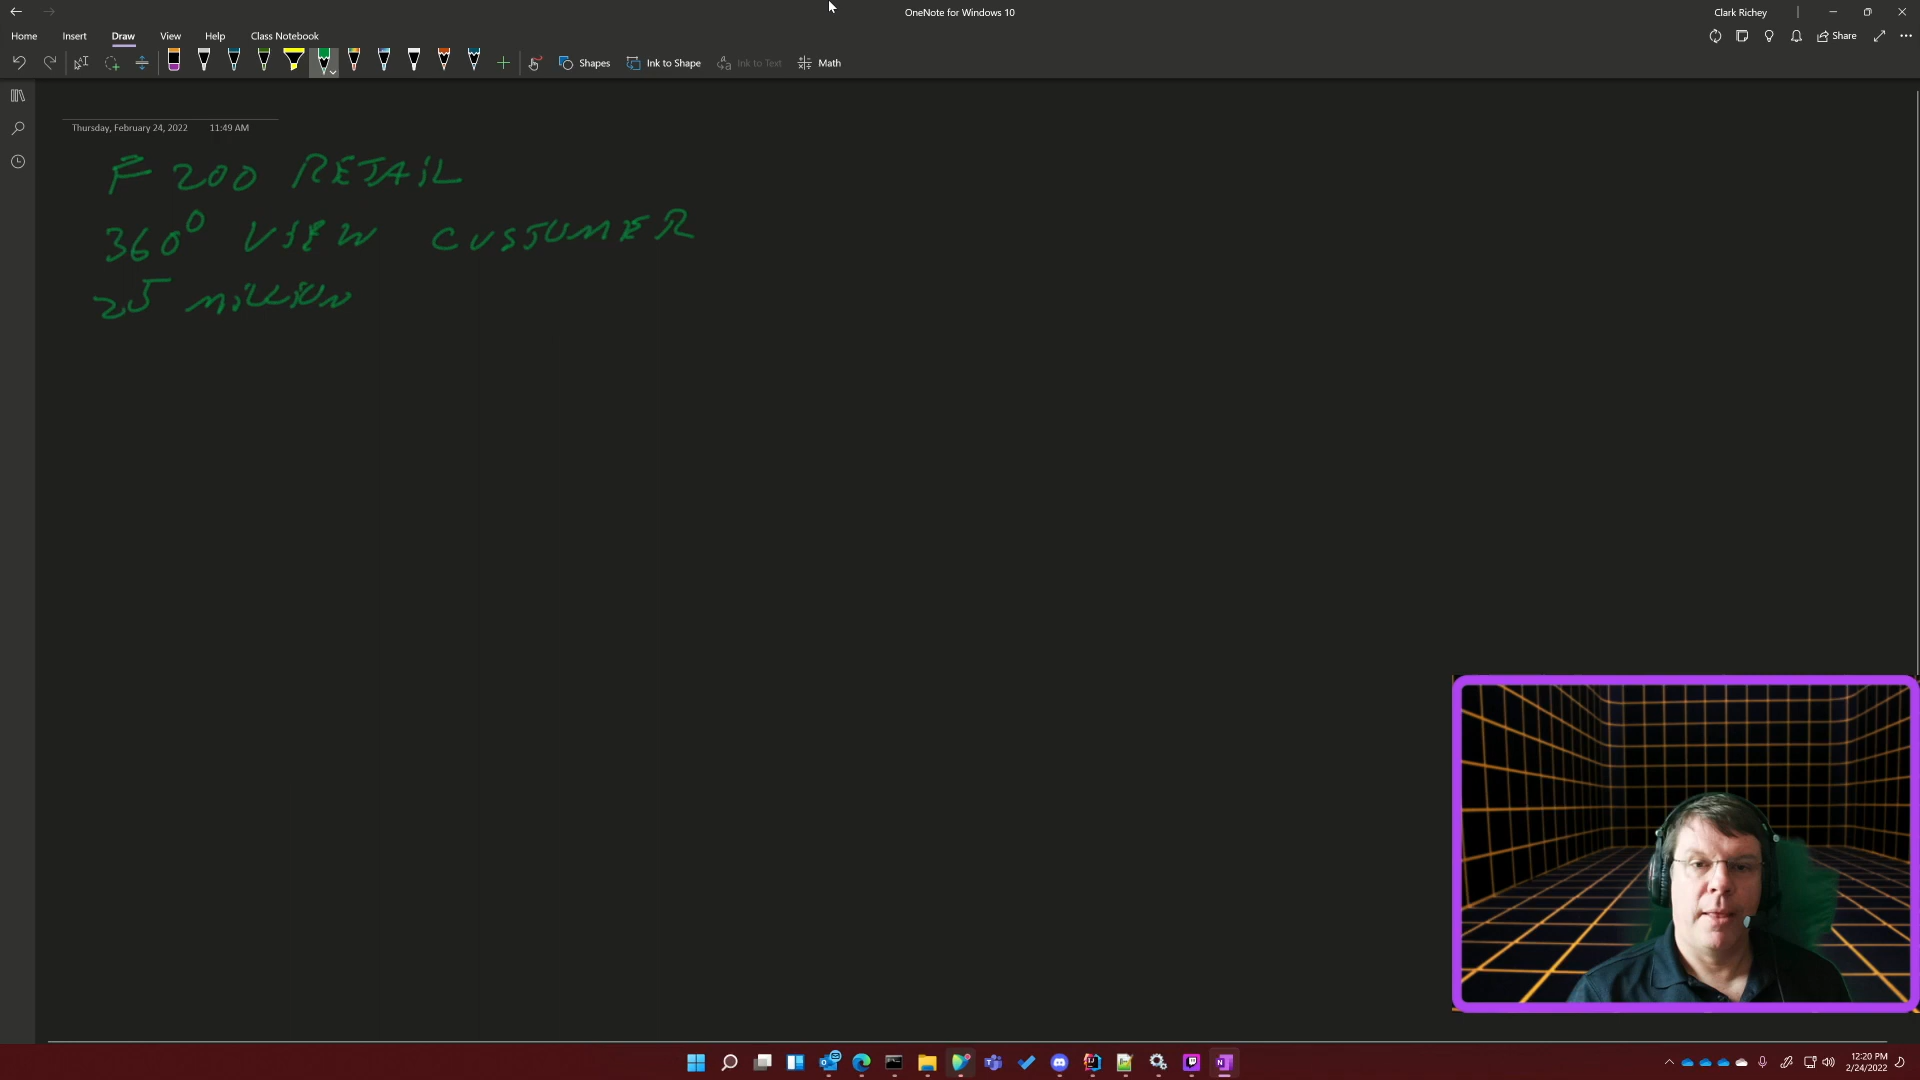 OneNote for Windows 10
Clark Richey
Home Insert Draw View Help Class Notebook
Share
Shapes Ink to Shape Ink to Text Math
Thursday, February 24, 2022 11:49 AM
F 200 RETAIL
360° VIEW CUSTOMER
25 MILLION
12:20 PM
2/24/2022